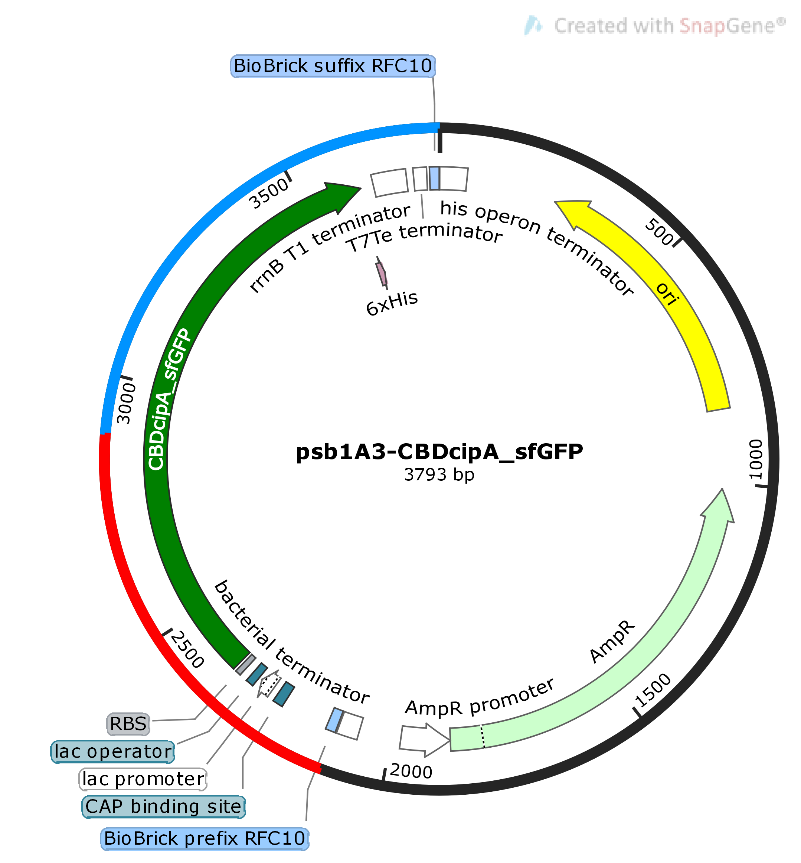 Created with SnapGene®
BioBrick suffix RFC10
3500
rrnB T1 terminator
T7Te terminator
his operon terminator
6xHis
500
ori
3000
CBDcipA_sfGFP
psb1A3-CBDcipA_sfGFP
3793 bp
1000
bacterial terminator
2500
AmpR
AmpR promoter
1500
RBS
lac operator
lac promoter
2000
CAP binding site
BioBrick prefix RFC10